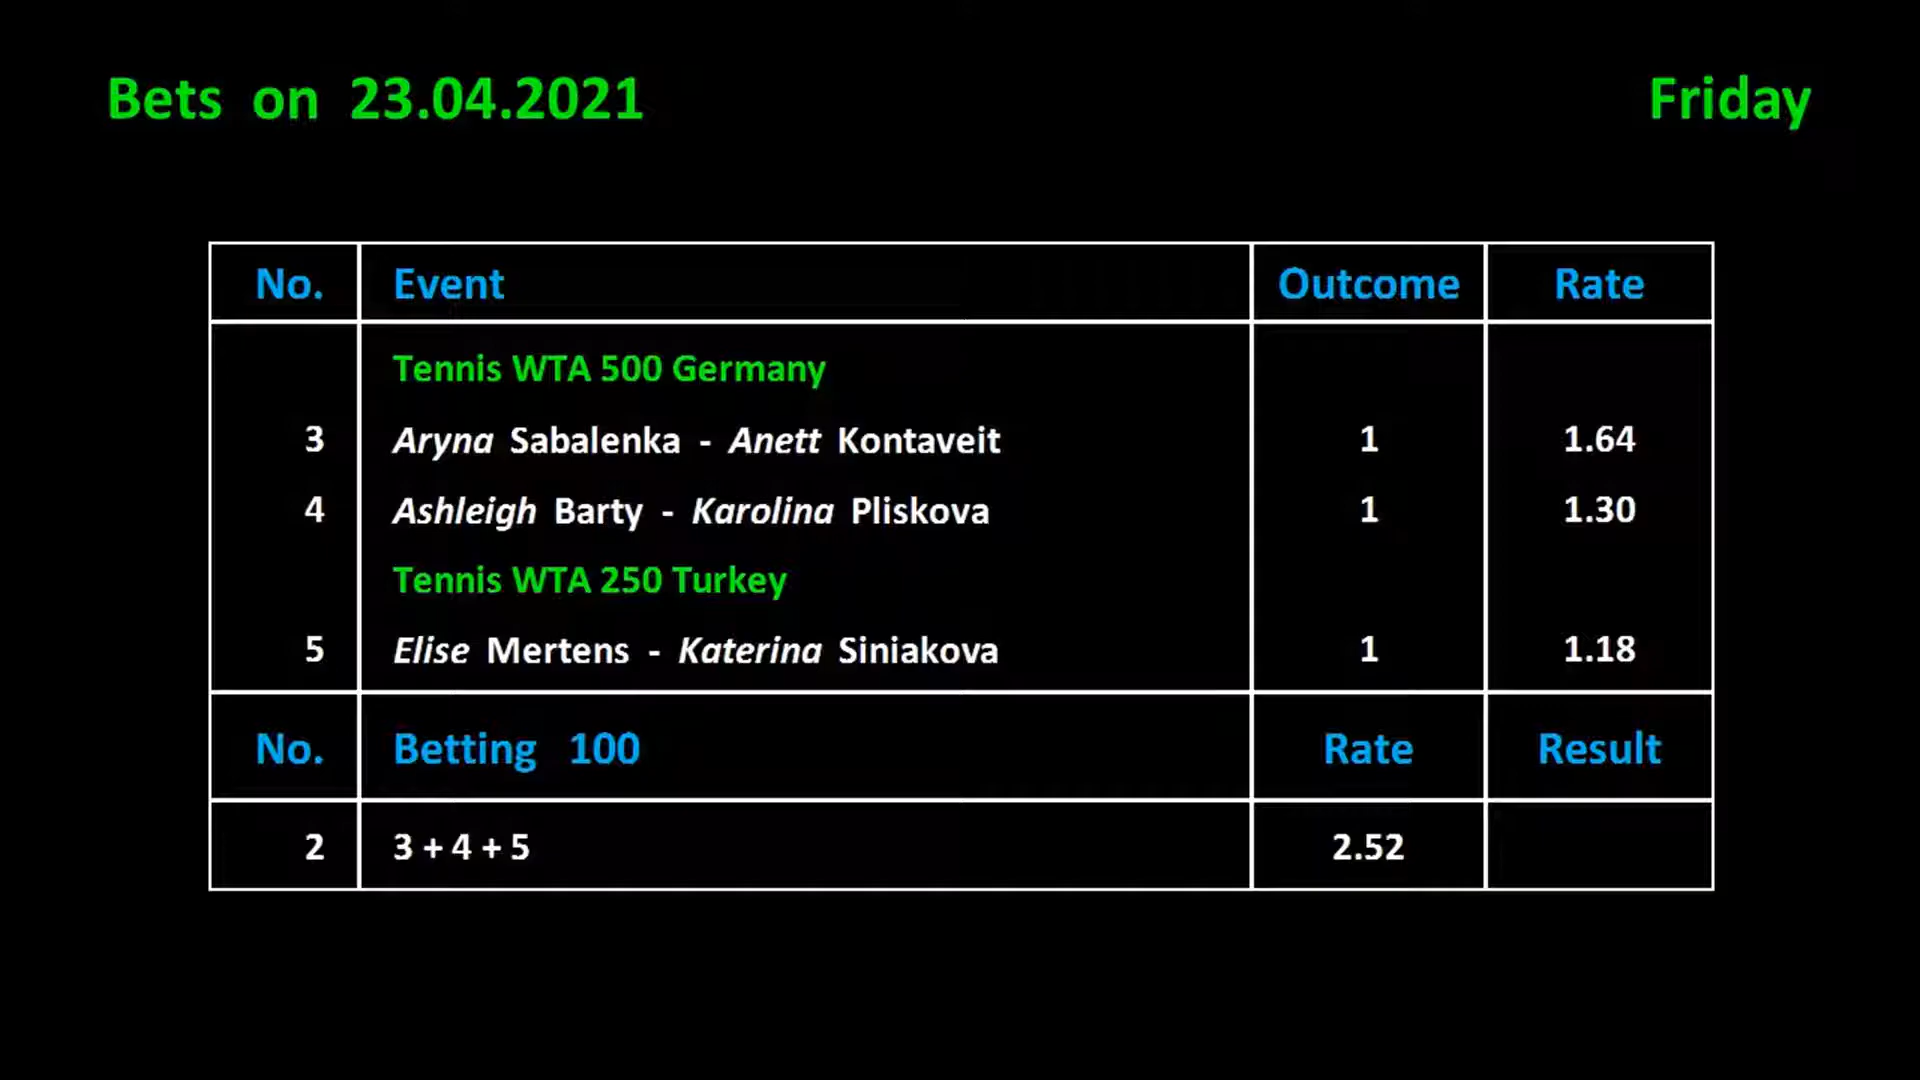 Bets on 23.04.2021 Friday
No. Event Outcome Rate
Tennis WTA 500 Germany
3 Aryna Sabalenka - Anett Kontaveit 1 1.64
4 Ashleigh Barty - Karolina Pliskova 1 1.30
Tennis WTA 250 Turkey
5 Elise Mertens - Katerina Siniakova 1 1.18
No. Betting 100 Rate Result
2 3 + 4 + 5 2.52